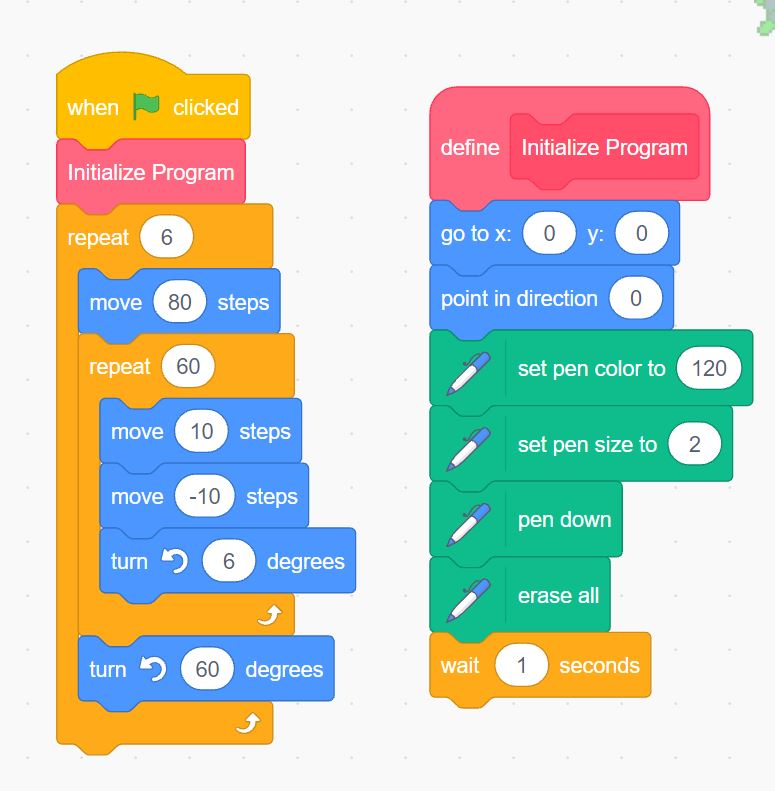 when clicked
Initialize Program
repeat 6
move 80 steps
repeat 60
move 10 steps
move -10 steps
turn 6 degrees
turn 60 degrees
define Initialize Program
go to x: 0 y: 0
point in direction 0
set pen color to 120
set pen size to 2
pen down
erase all
wait 1 seconds